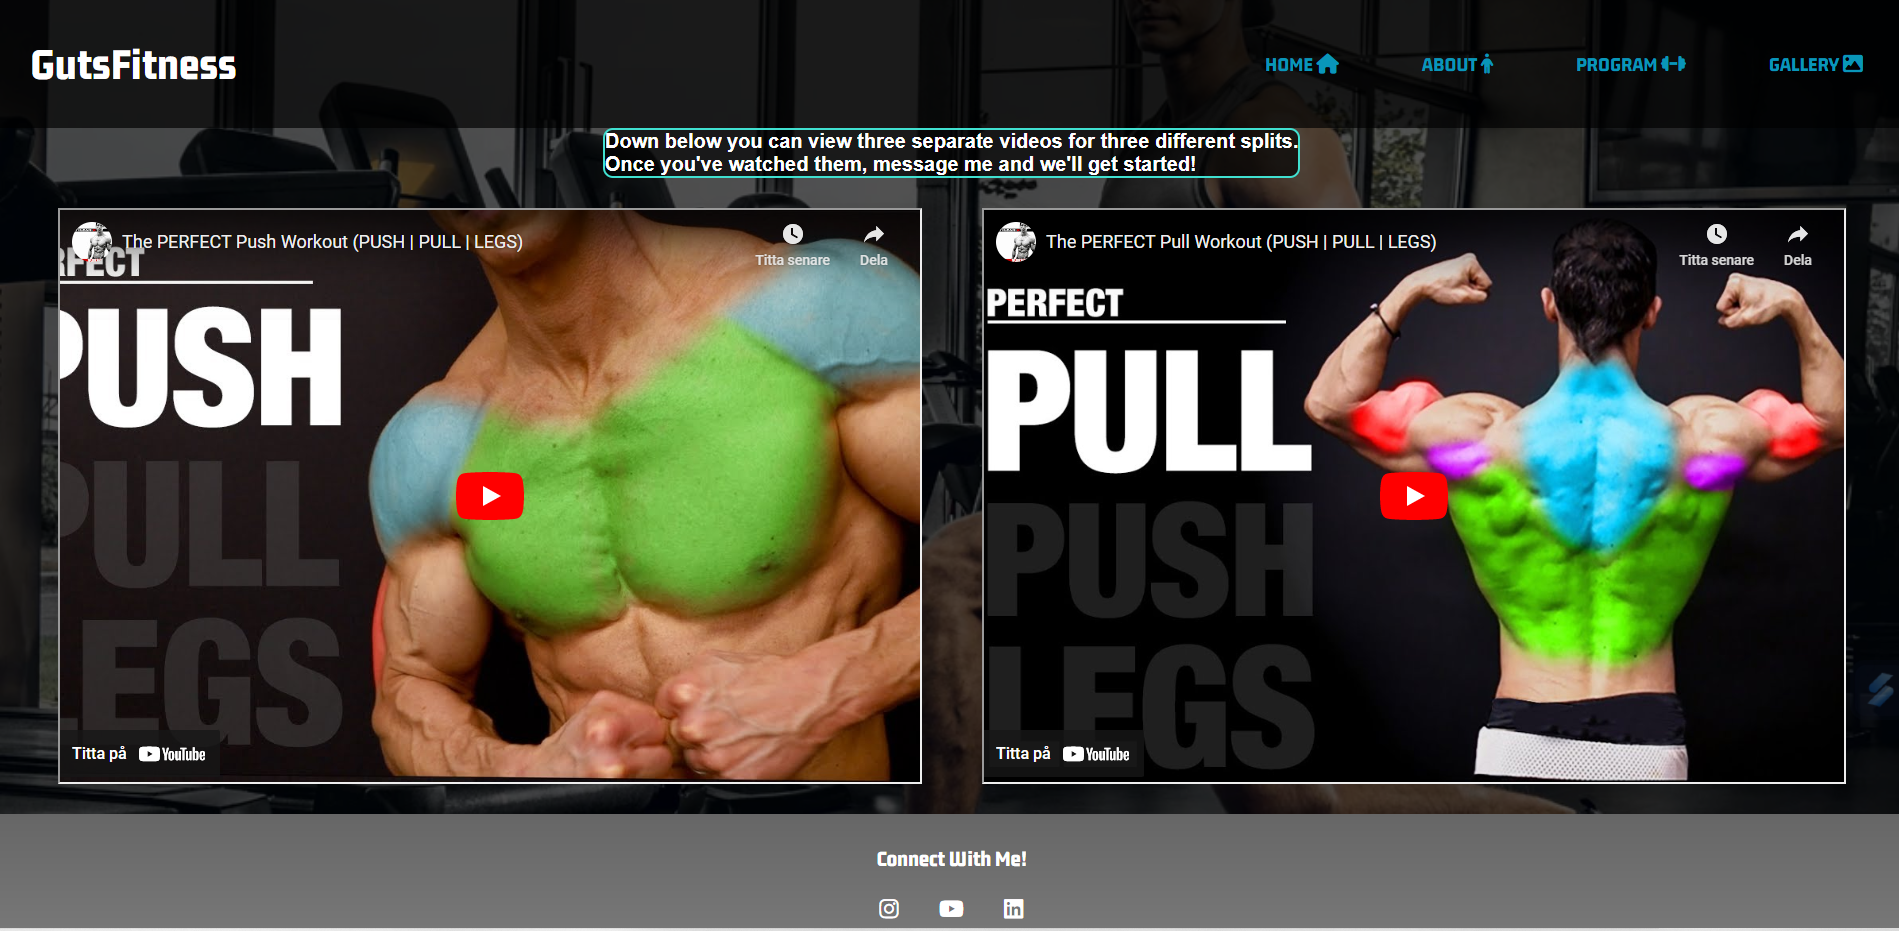 GutsFitness
HOME
ABOUT
PROGRAM
GALLERY
Down below you can view three separate videos for three different splits.
Once you've watched them, message me and we'll get started!
The PERFECT Push Workout (PUSH | PULL | LEGS)
Titta senare
Dela
RFECT
PUSH
PULL
LEGS
Titta på YouTube
The PERFECT Pull Workout (PUSH | PULL | LEGS)
Titta senare
Dela
PERFECT
PULL
PUSH
LEGS
Titta på YouTube
Connect With Me!
in